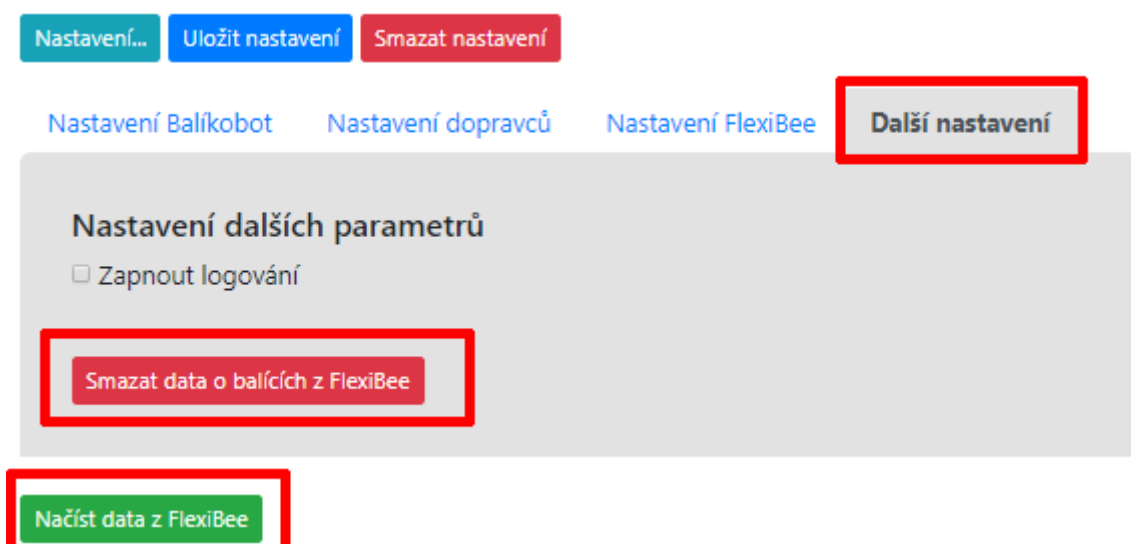 Nastavení... Uložit nastavení Smazat nastavení
Nastavení Balíkobot Nastavení dopravců Nastavení FlexiBee Další nastavení
Nastavení dalších parametrů
Zapnout logování
Smazat data o balících z FlexiBee
Načíst data z FlexiBee